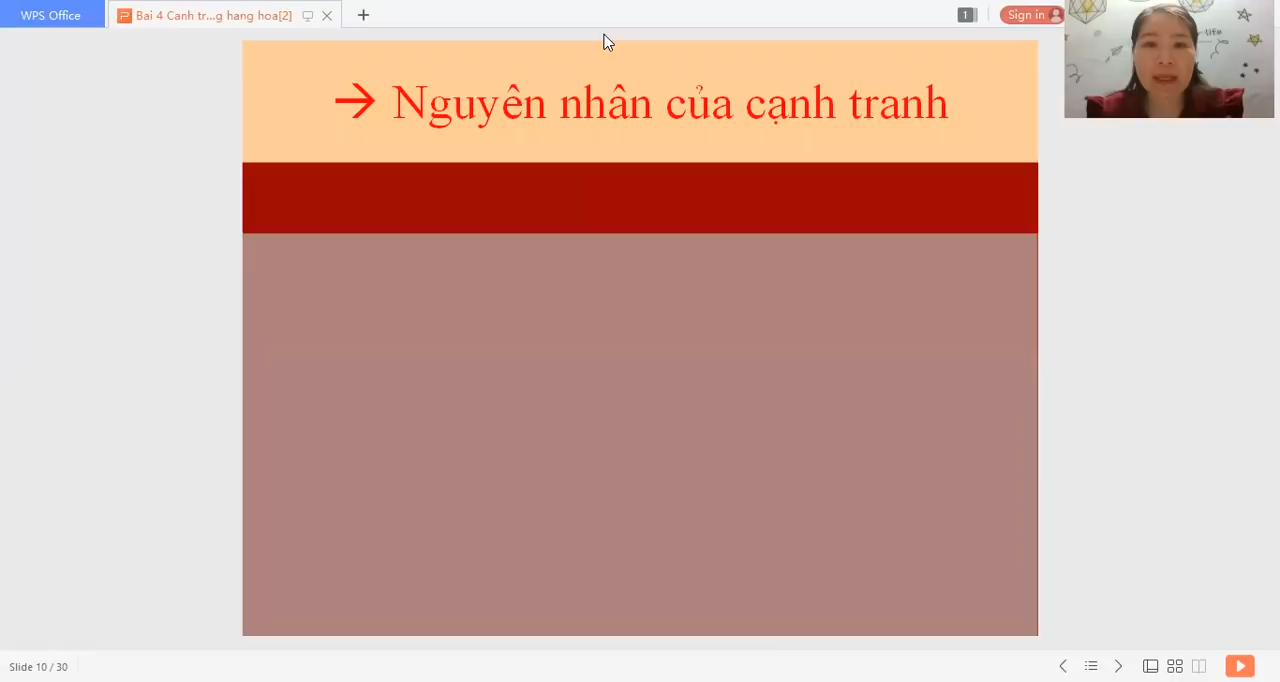 WPS Office
Bai 4 Canh tr...g hang hoa[2]
1
Sign in
life
→ Nguyên nhân của cạnh tranh
Slide 10 / 30